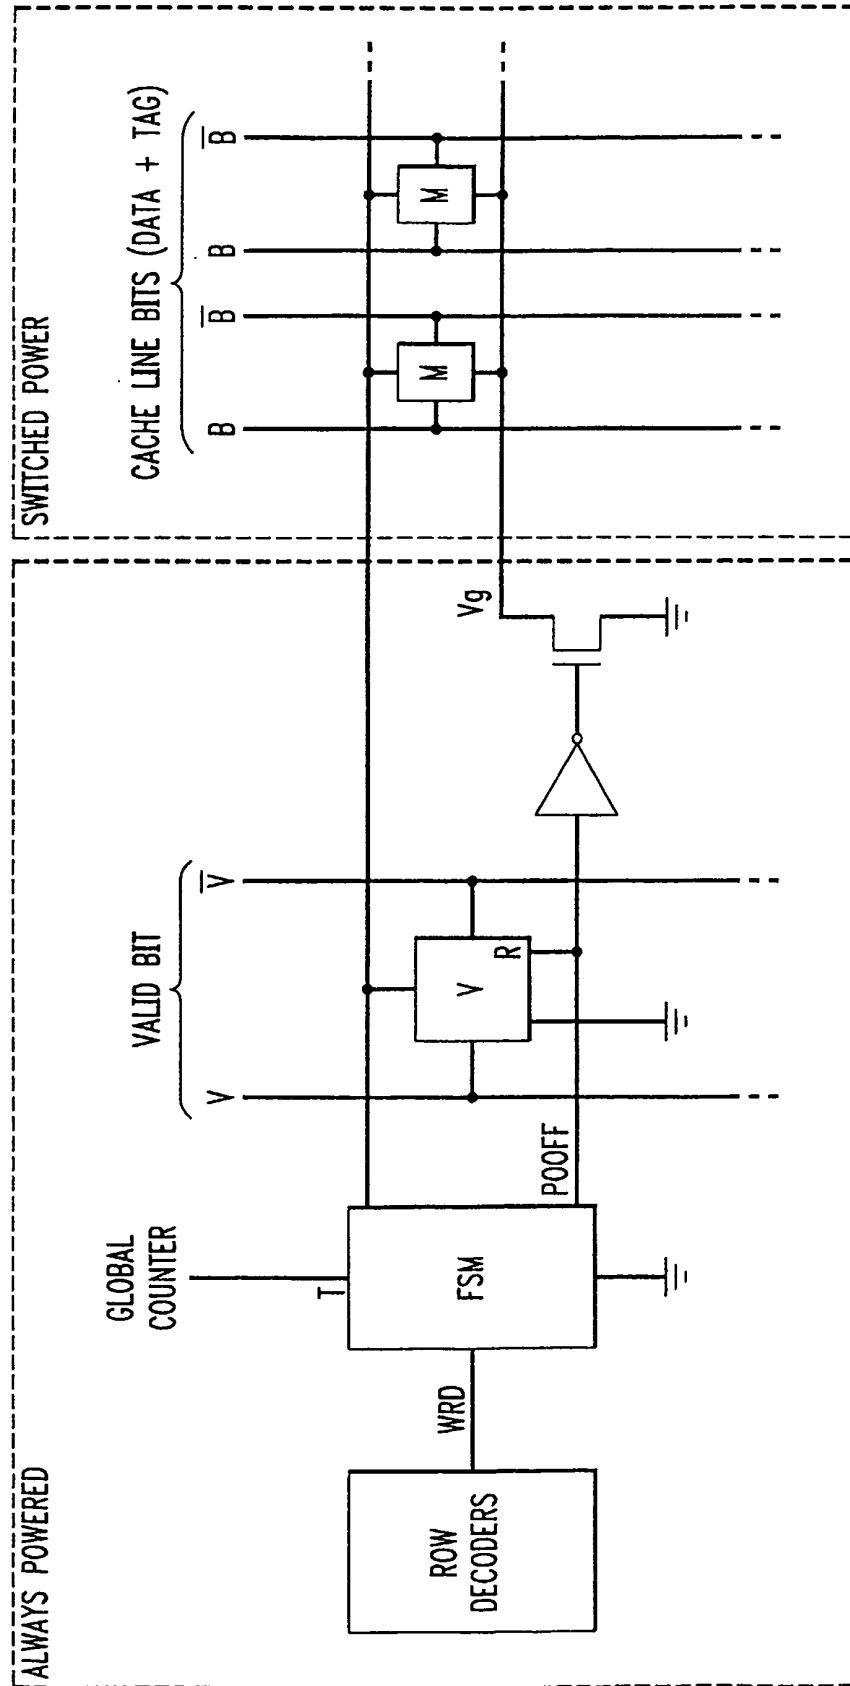 ALWAYS POWERED
SWITCHED POWER
GLOBAL
COUNTER
VALID BIT
CACHE LINE BITS (DATA + TAG)
V
V̅
B
B̅
B
B̅
T
ROW
DECODERS
WRD
FSM
V
R
M
M
POOFF
Vg